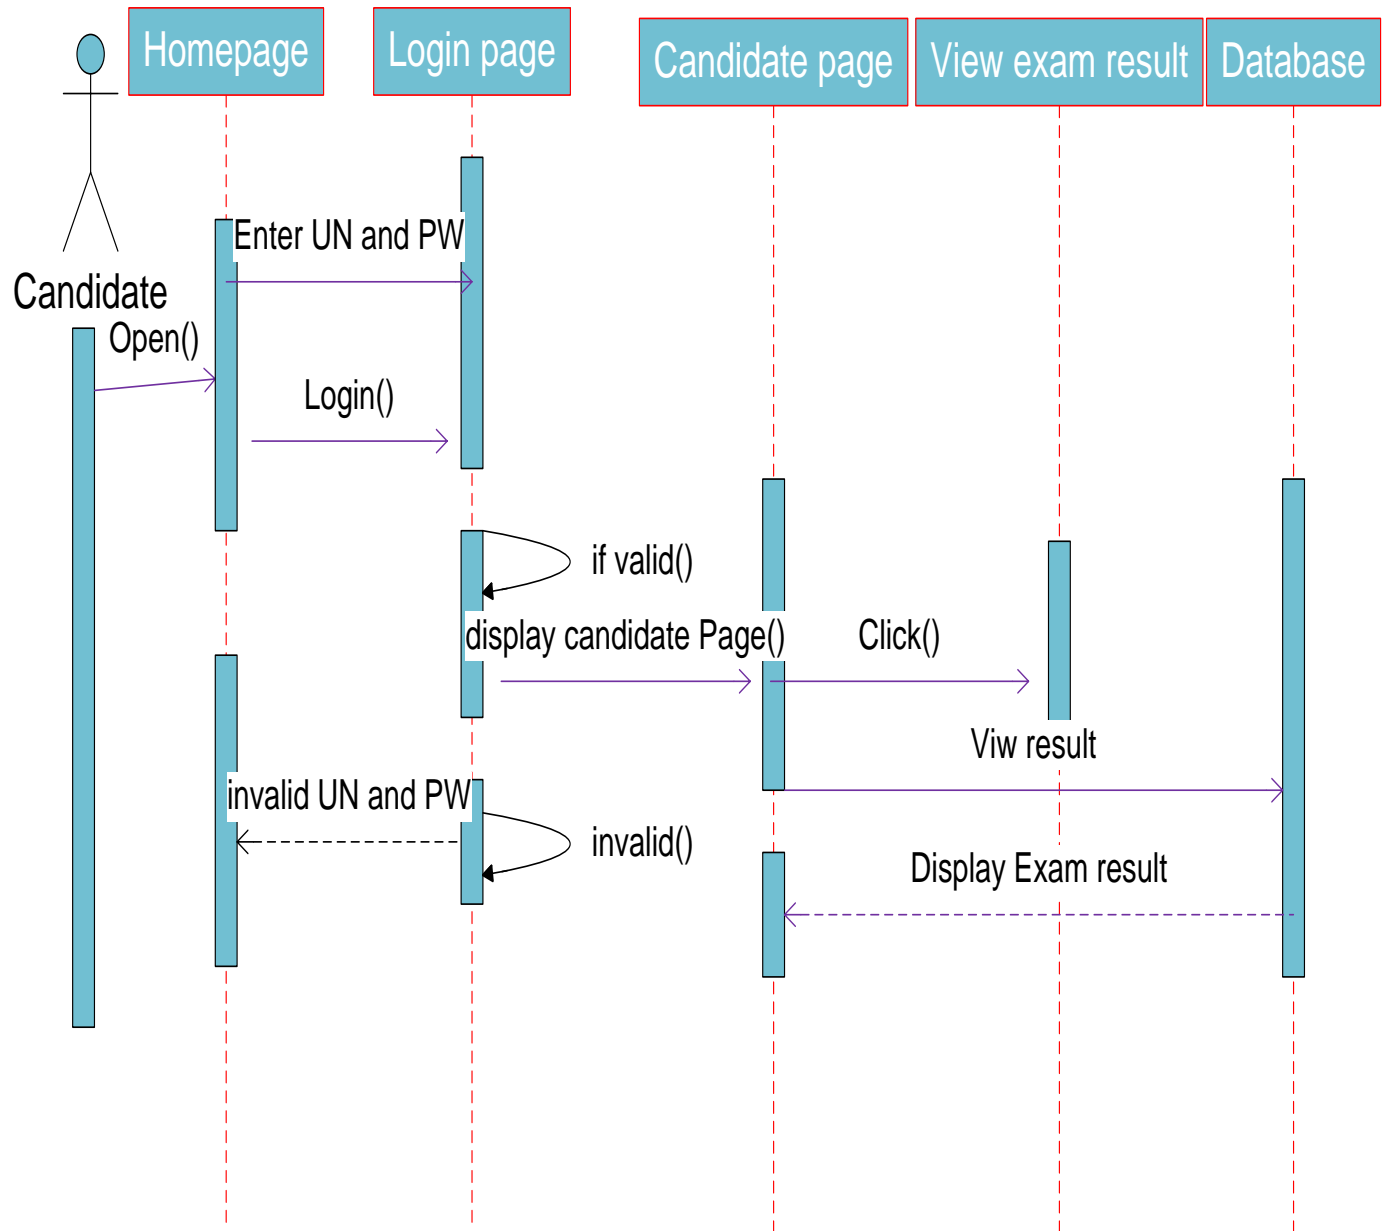 Homepage
Login page
Candidate page
View exam result
Database
Enter UN and PW
Candidate
Open()
Login()
if valid()
display candidate Page()
Click()
Viw result
invalid UN and PW
invalid()
Display Exam result